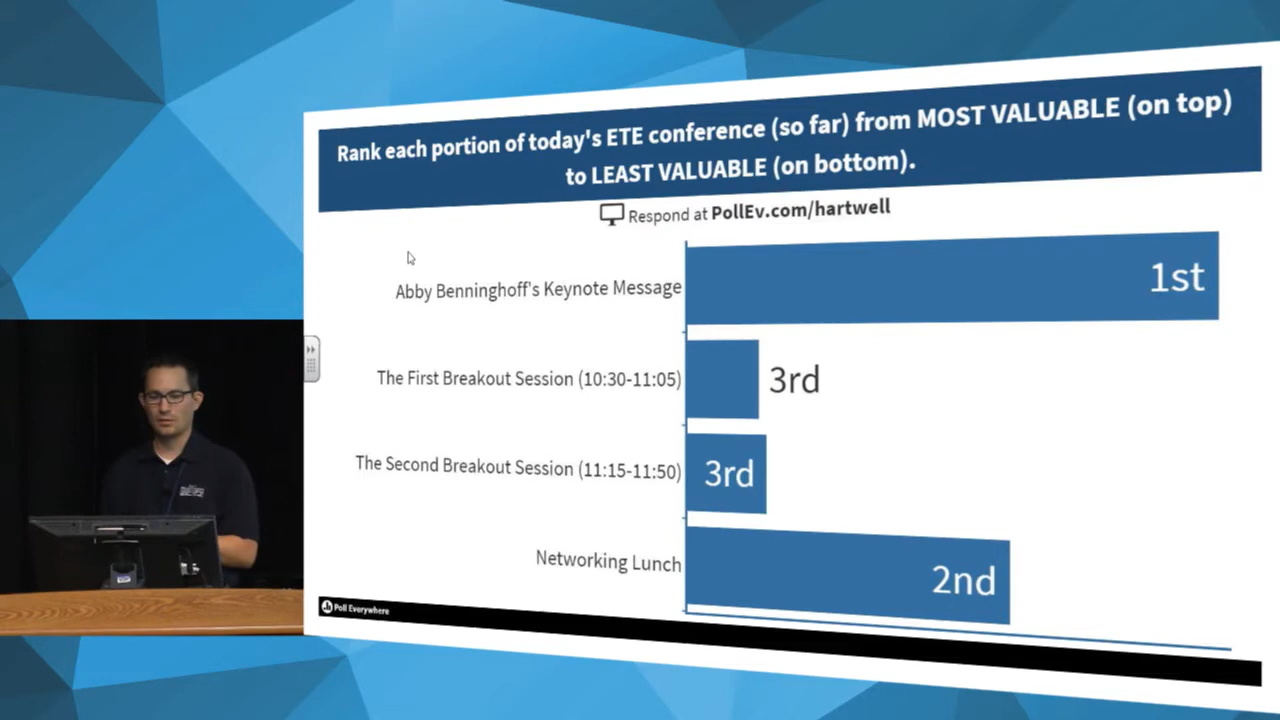 Rank each portion of today's ETE conference (so far) from MOST VALUABLE (on top)
to LEAST VALUABLE (on bottom).
Respond at PollEv.com/hartwell
Abby Benninghoff's Keynote Message
1st
The First Breakout Session (10:30-11:05)
3rd
The Second Breakout Session (11:15-11:50)
3rd
Networking Lunch
2nd
Poll Everywhere